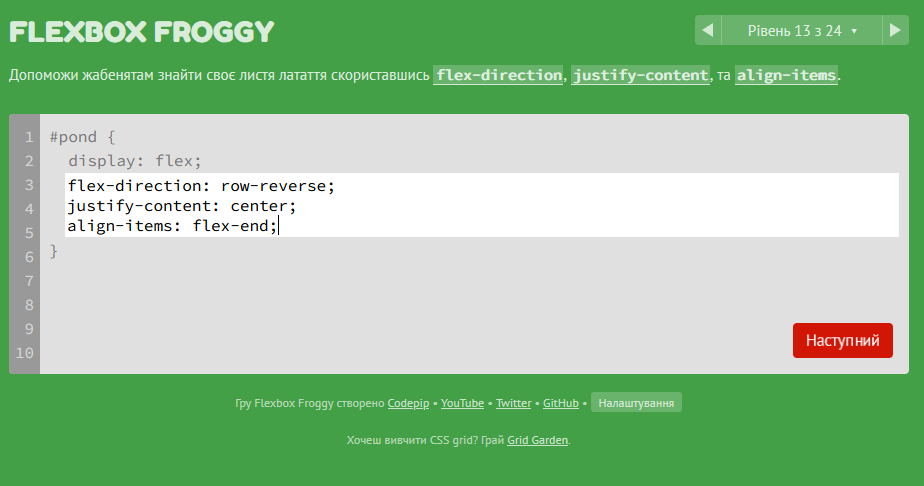 FLEXBOX FROGGY
◀ Рівень 13 з 24 ▾ ▶
Допоможи жабенятам знайти своє листя латаття скориставшись flex-direction, justify-content, та align-items.
1 #pond {
2 display: flex;
3 flex-direction: row-reverse;
4 justify-content: center;
5 align-items: flex-end;
6 }
7
8
9
10
Наступний
Гру Flexbox Froggy створено Codepip • YouTube • Twitter • GitHub • Налаштування
Хочеш вивчити CSS grid? Грай Grid Garden.